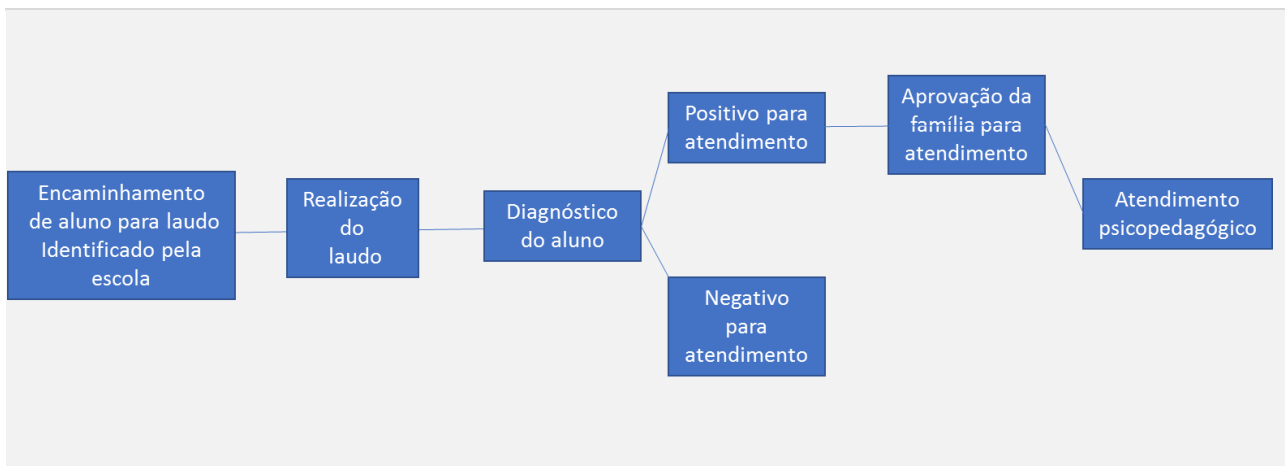 Encaminhamento
de aluno para laudo
Identificado pela
escola
Realização
do
laudo
Diagnóstico
do aluno
Positivo para
atendimento
Negativo
para
atendimento
Aprovação da
família para
atendimento
Atendimento
psicopedagógico